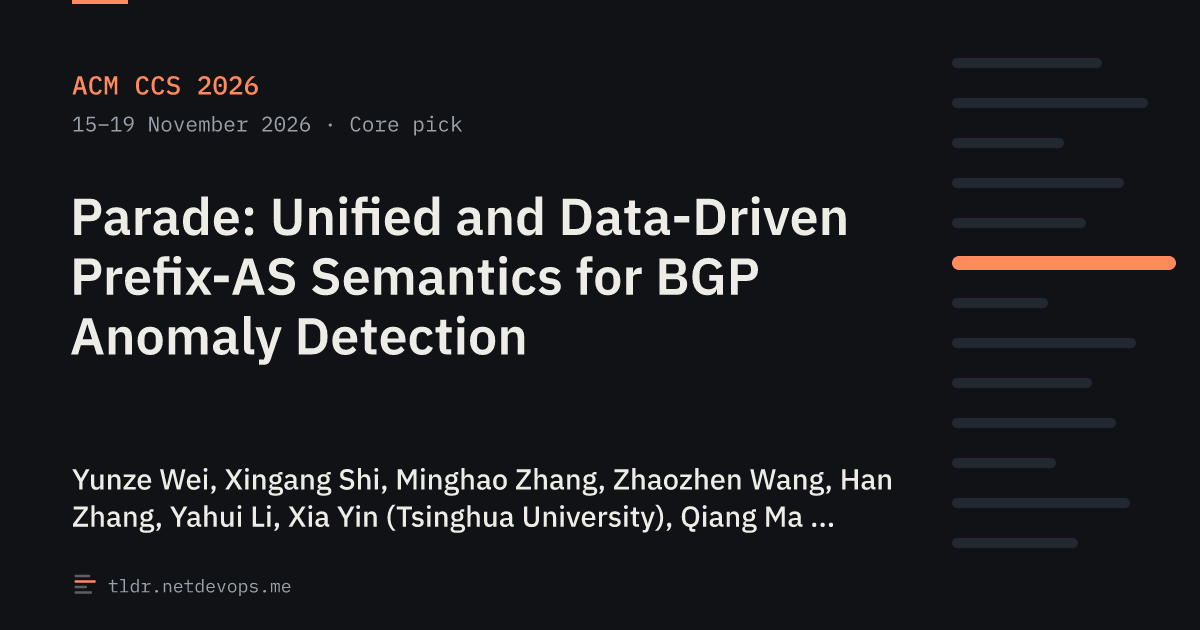 ACM CCS 2026
15–19 November 2026 · Core pick
Parade: Unified and Data-Driven
Prefix-AS Semantics for BGP
Anomaly Detection
Yunze Wei, Xingang Shi, Minghao Zhang, Zhaozhen Wang, Han
Zhang, Yahui Li, Xia Yin (Tsinghua University), Qiang Ma ...
tldr.netdevops.me